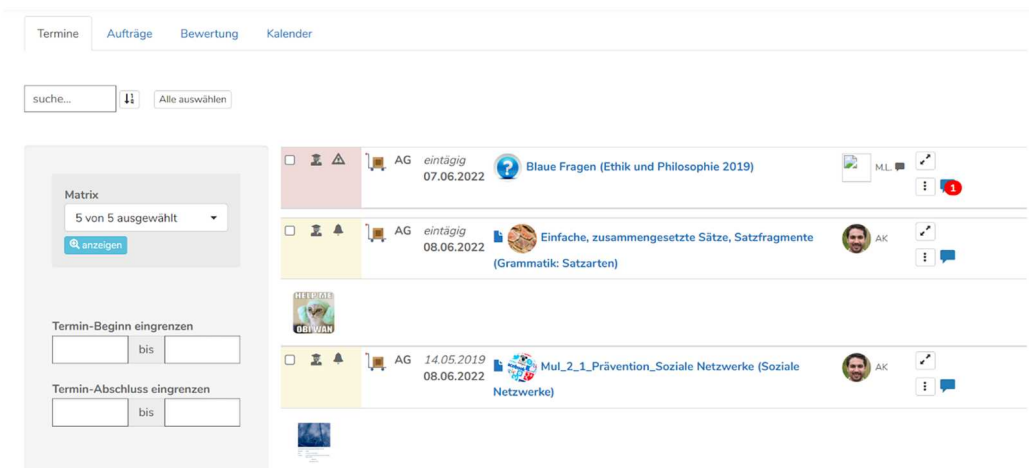 Termine Aufträge Bewertung Kalender
suche... Alle auswählen
Matrix
5 von 5 ausgewählt
anzeigen
Termin-Beginn eingrenzen
bis
Termin-Abschluss eingrenzen
bis
AG eintägig Blaue Fragen (Ethik und Philosophie 2019) M.L.
07.06.2022
1
AG eintägig Einfache, zusammengesetzte Sätze, Satzfragmente AK
08.06.2022
(Grammatik: Satzarten)
HELP ME
OBI WAN
AG 14.05.2019 Mul_2_1_Prävention_Soziale Netzwerke (Soziale AK
08.06.2022
Netzwerke)